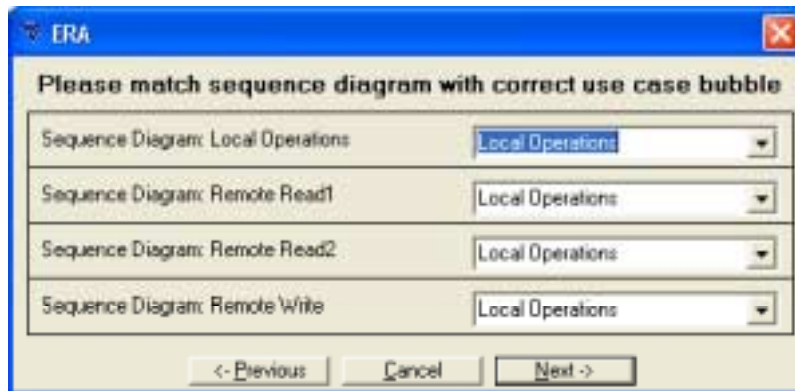 ERA
Please match sequence diagram with correct use case bubble
Sequence Diagram: Local Operations Local Operations
Sequence Diagram: Remote Read1 Local Operations
Sequence Diagram: Remote Read2 Local Operations
Sequence Diagram: Remote Write Local Operations
<- Previous Cancel Next ->